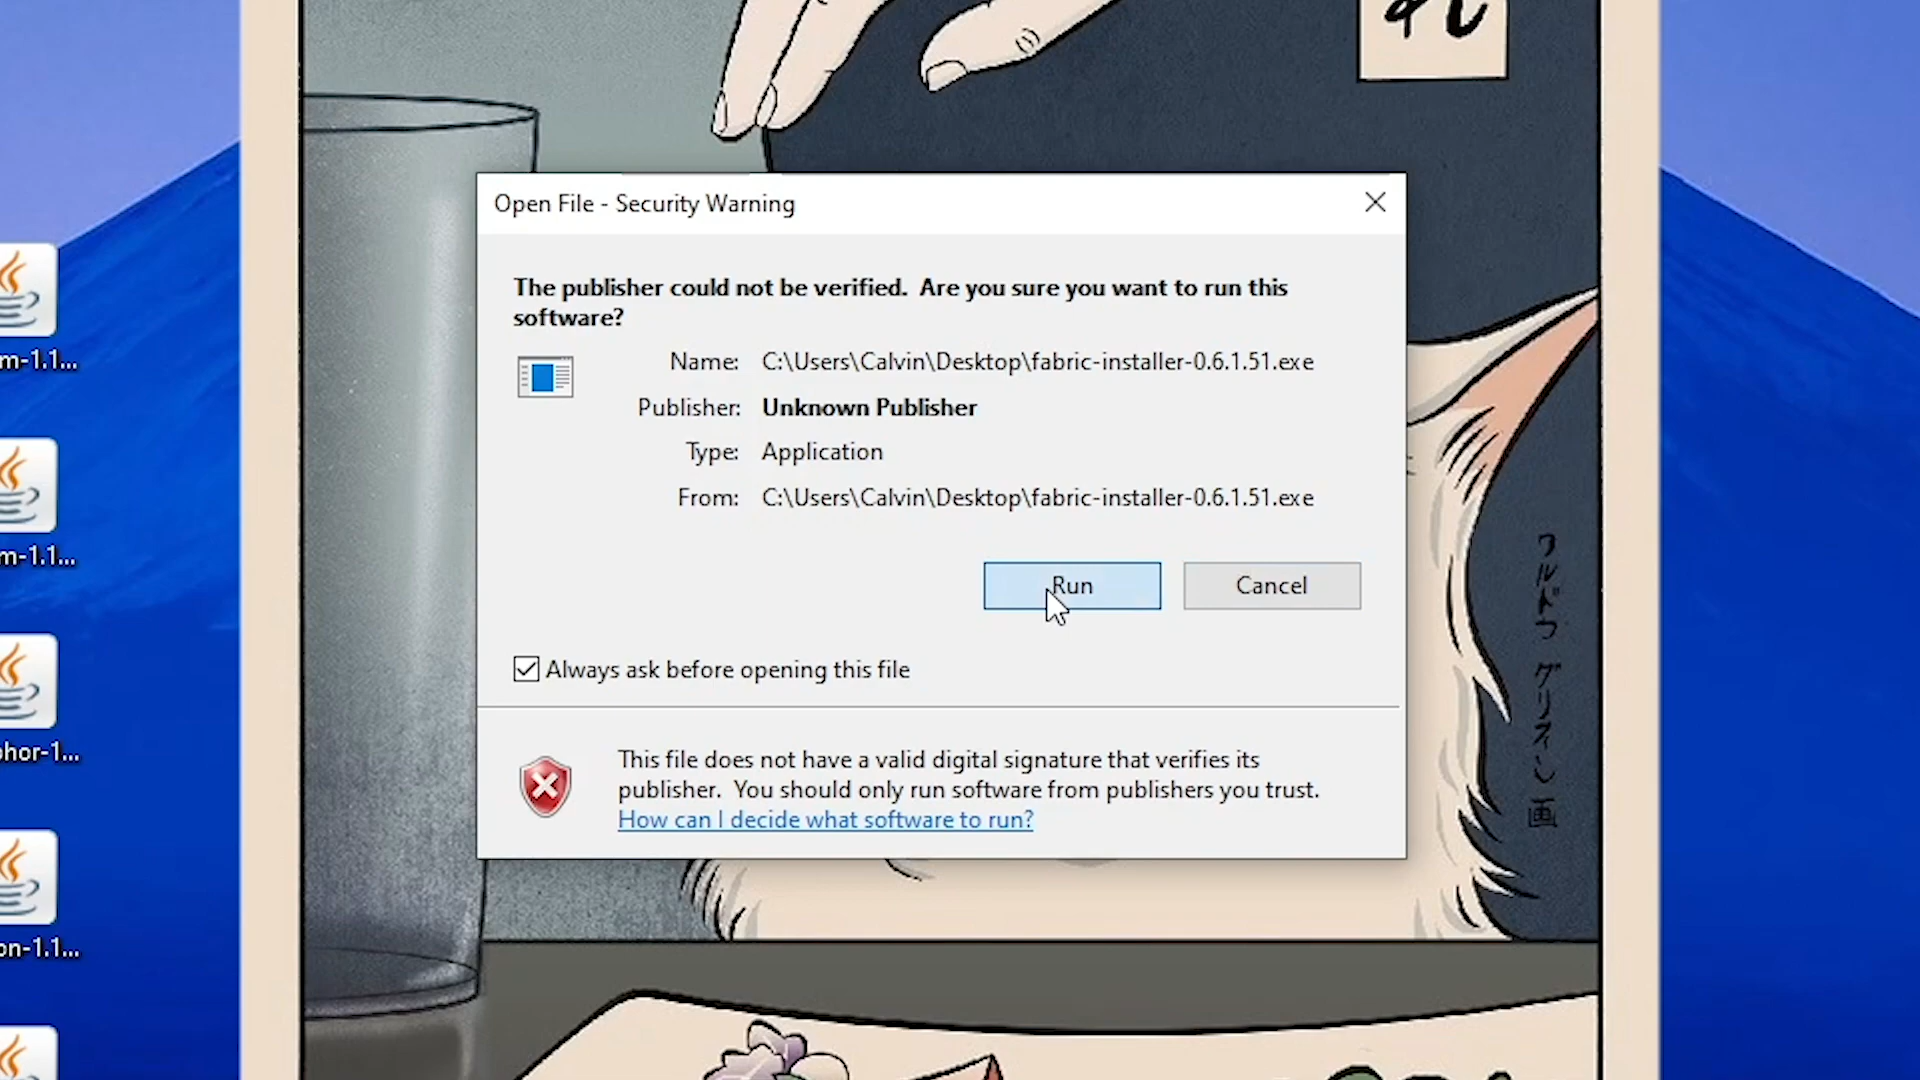 れ
Open File - Security Warning
The publisher could not be verified.  Are you sure you want to run this
software?
Name: C:\Users\Calvin\Desktop\fabric-installer-0.6.1.51.exe
Publisher: Unknown Publisher
Type: Application
From: C:\Users\Calvin\Desktop\fabric-installer-0.6.1.51.exe
Run
Cancel
Always ask before opening this file
This file does not have a valid digital signature that verifies its
publisher.  You should only run software from publishers you trust.
How can I decide what software to run?
m-1.1...
m-1.1...
phor-1...
on-1.1...
画